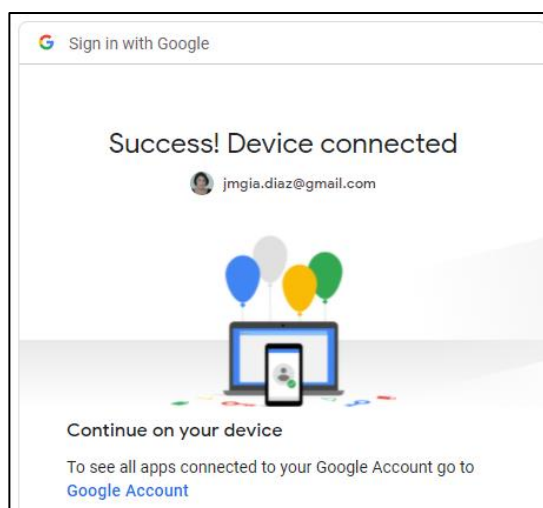 Sign in with Google
Success! Device connected
jmgia.diaz@gmail.com
Continue on your device
To see all apps connected to your Google Account go to
Google Account